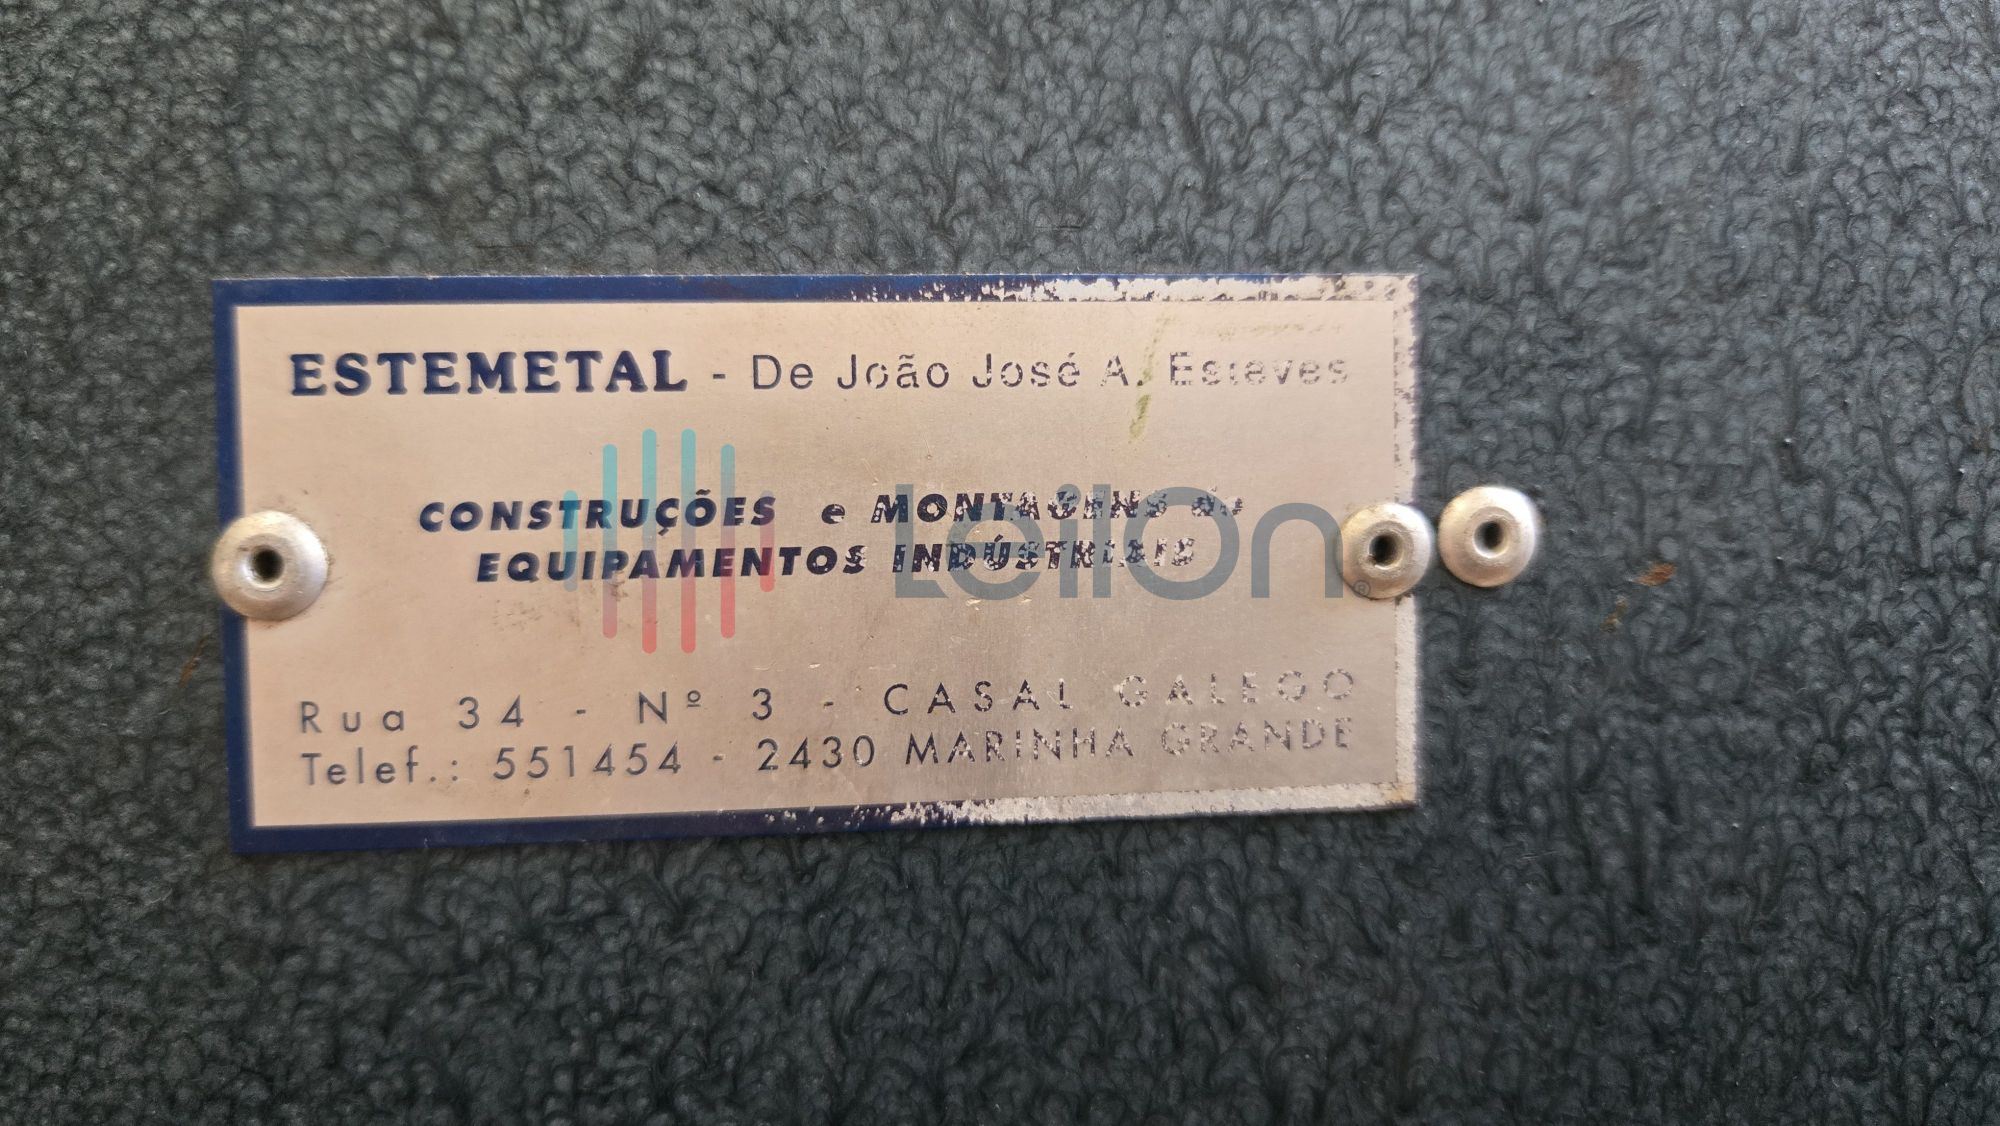 ESTEMETAL - De João José A. Esteves
CONSTRUÇÕES e MONTAGENS de
EQUIPAMENTOS INDÚSTRIAIS
LeilOn®
Rua 34 - Nº 3 - CASAL GALEGO
Telef.: 551454 - 2430 MARINHA GRANDE